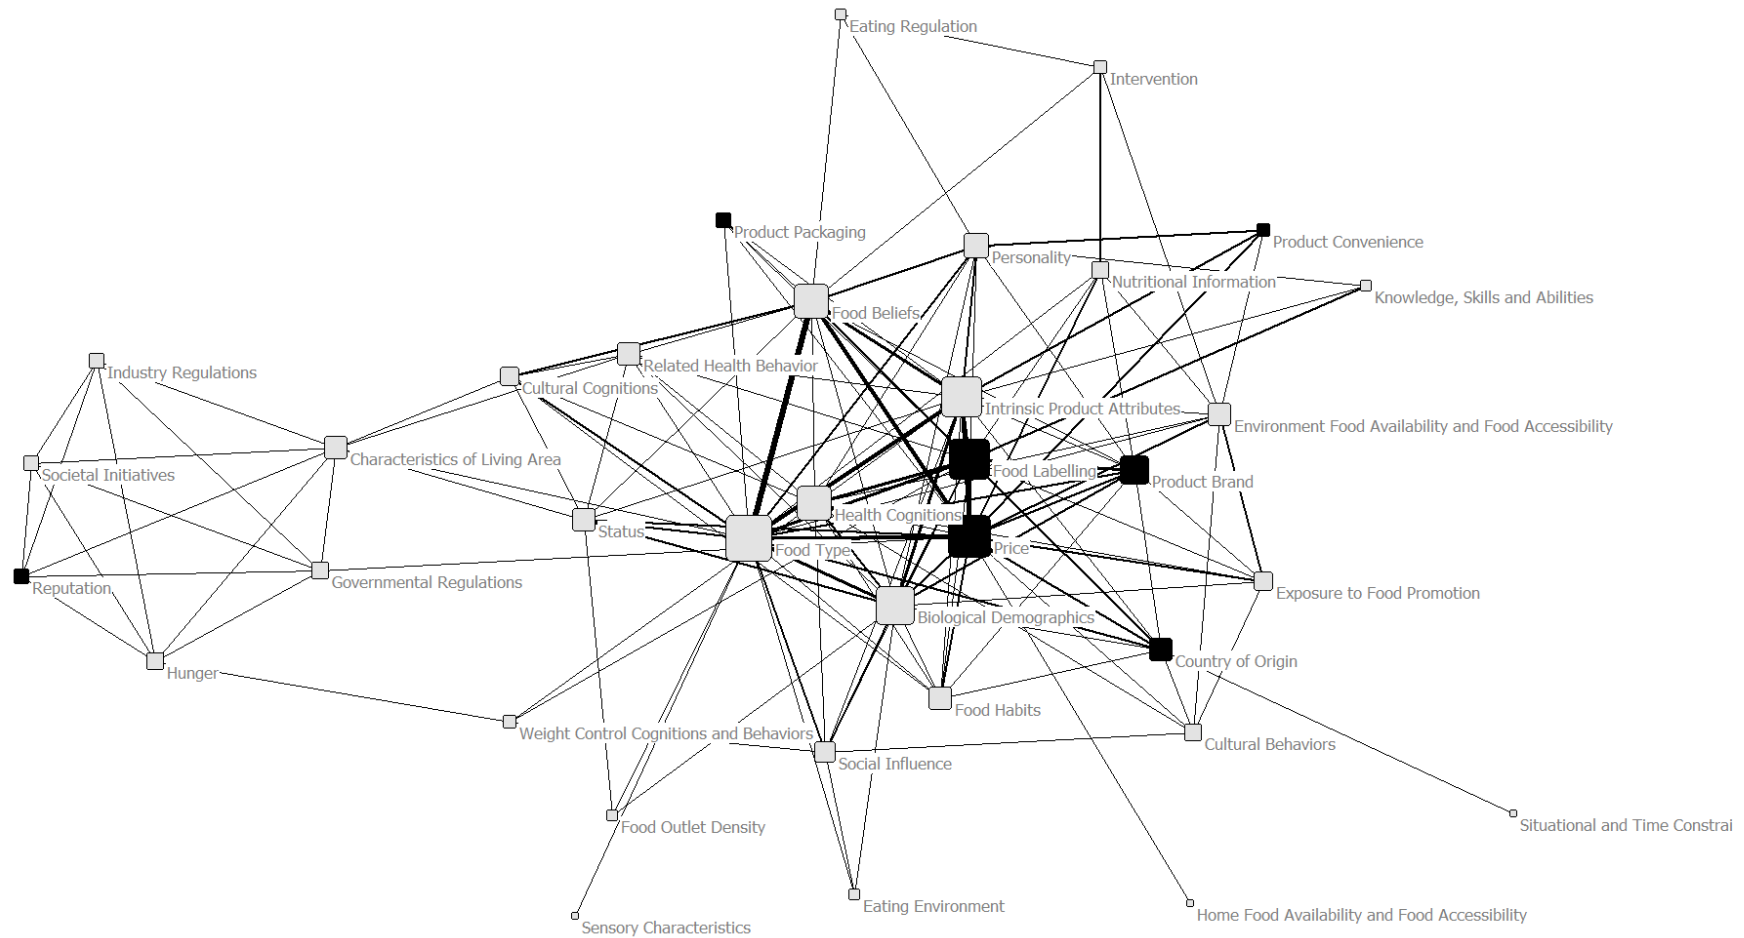 Eating Regulation
Intervention
Product Packaging
Product Convenience
Personality
Nutritional Information
Knowledge, Skills and Abilities
Food Beliefs
Related Health Behavior
Industry Regulations
Cultural Cognitions
Intrinsic Product Attributes
Environment Food Availability and Food Accessibility
Characteristics of Living Area
Food Labelling
Societal Initiatives
Product Brand
Health Cognitions
Status
Food Type
Price
Reputation
Governmental Regulations
Exposure to Food Promotion
Biological Demographics
Country of Origin
Hunger
Food Habits
Weight Control Cognitions and Behaviors
Cultural Behaviors
Social Influence
Food Outlet Density
Situational and Time Constrai
Eating Environment
Home Food Availability and Food Accessibility
Sensory Characteristics